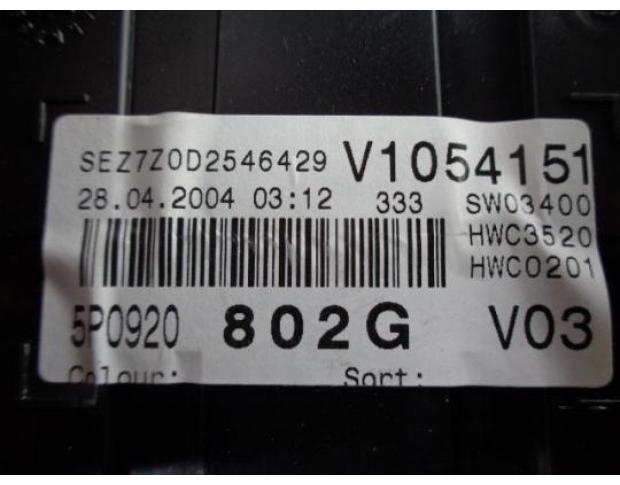 SEZ7Z0D2546429 V1054151
28.04.2004 03:12 333 SW03400
HWC3520
HWC0201
5P0920 802G V03
Colour: Sort: